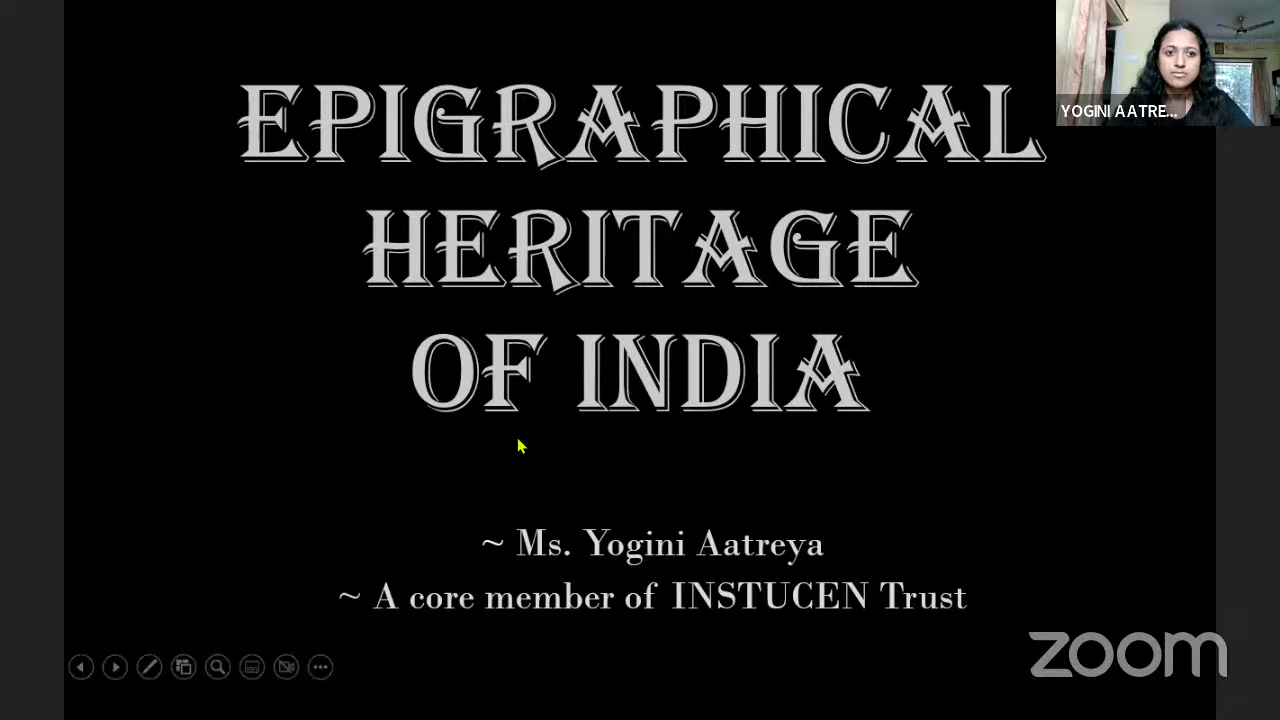 EPIGRAPHICAL
HERITAGE
OF INDIA
~ Ms. Yogini Aatreya
~ A core member of INSTUCEN Trust
YOGINI AATRE...
zoom